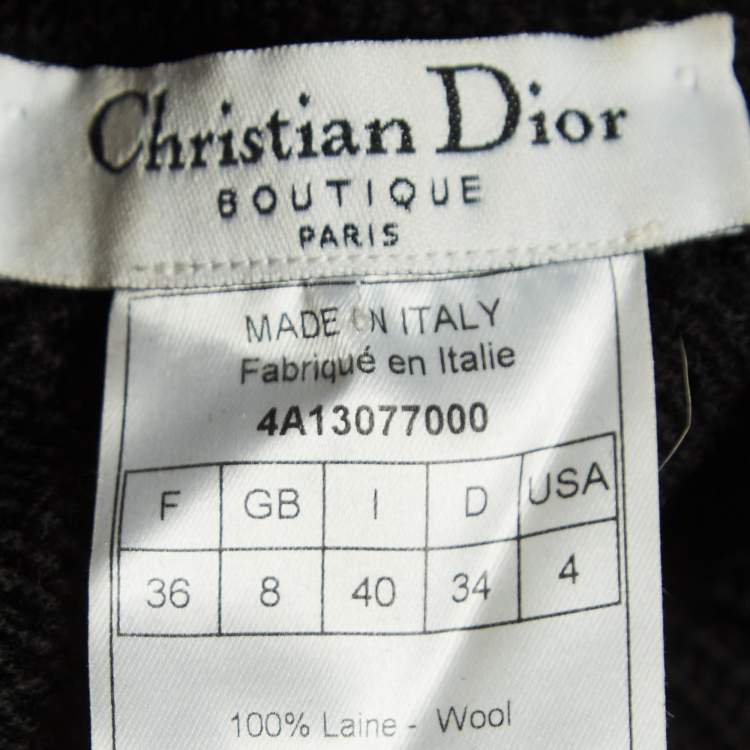 Christian Dior
BOUTIQUE
PARIS
MADE IN ITALY
Fabriqué en Italie
4A13077000
F GB I D USA
36 8 40 34 4
100% Laine - Wool